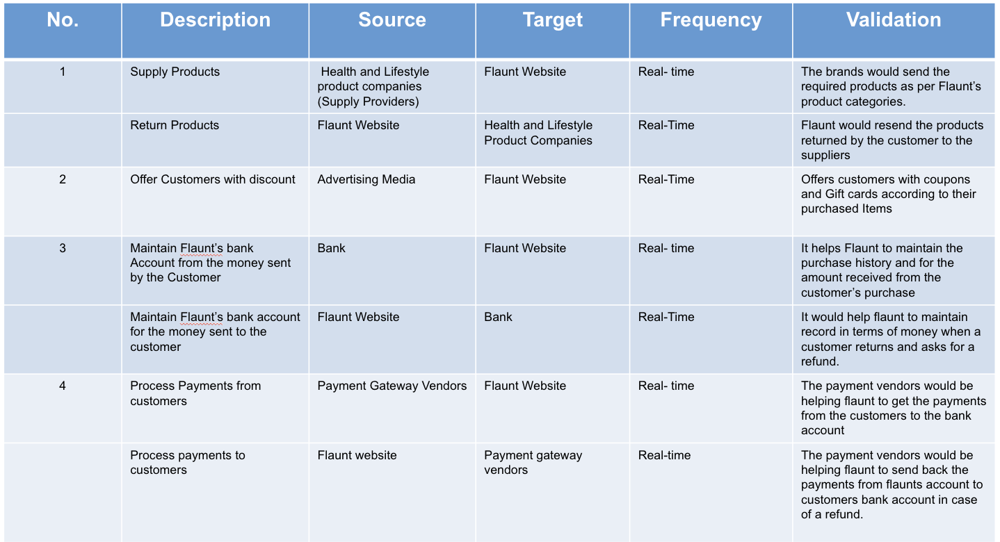 No. Description Source Target Frequency Validation
1 Supply Products Health and Lifestyle product companies (Supply Providers) Flaunt Website Real- time The brands would send the required products as per Flaunt’s product categories.
Return Products Flaunt Website Health and Lifestyle Product Companies Real-Time Flaunt would resend the products returned by the customer to the suppliers
2 Offer Customers with discount Advertising Media Flaunt Website Real-Time Offers customers with coupons and Gift cards according to their purchased Items
3 Maintain Flaunt’s bank Account from the money sent by the Customer Bank Flaunt Website Real- time It helps Flaunt to maintain the purchase history and for the amount received from the customer’s purchase
Maintain Flaunt’s bank account for the money sent to the customer Flaunt Website Bank Real-Time It would help flaunt to maintain record in terms of money when a customer returns and asks for a refund.
4 Process Payments from customers Payment Gateway Vendors Flaunt Website Real- time The payment vendors would be helping flaunt to get the payments from the customers to the bank account
Process payments to customers Flaunt website Payment gateway vendors Real-time The payment vendors would be helping flaunt to send back the payments from flaunts account to customers bank account in case of a refund.